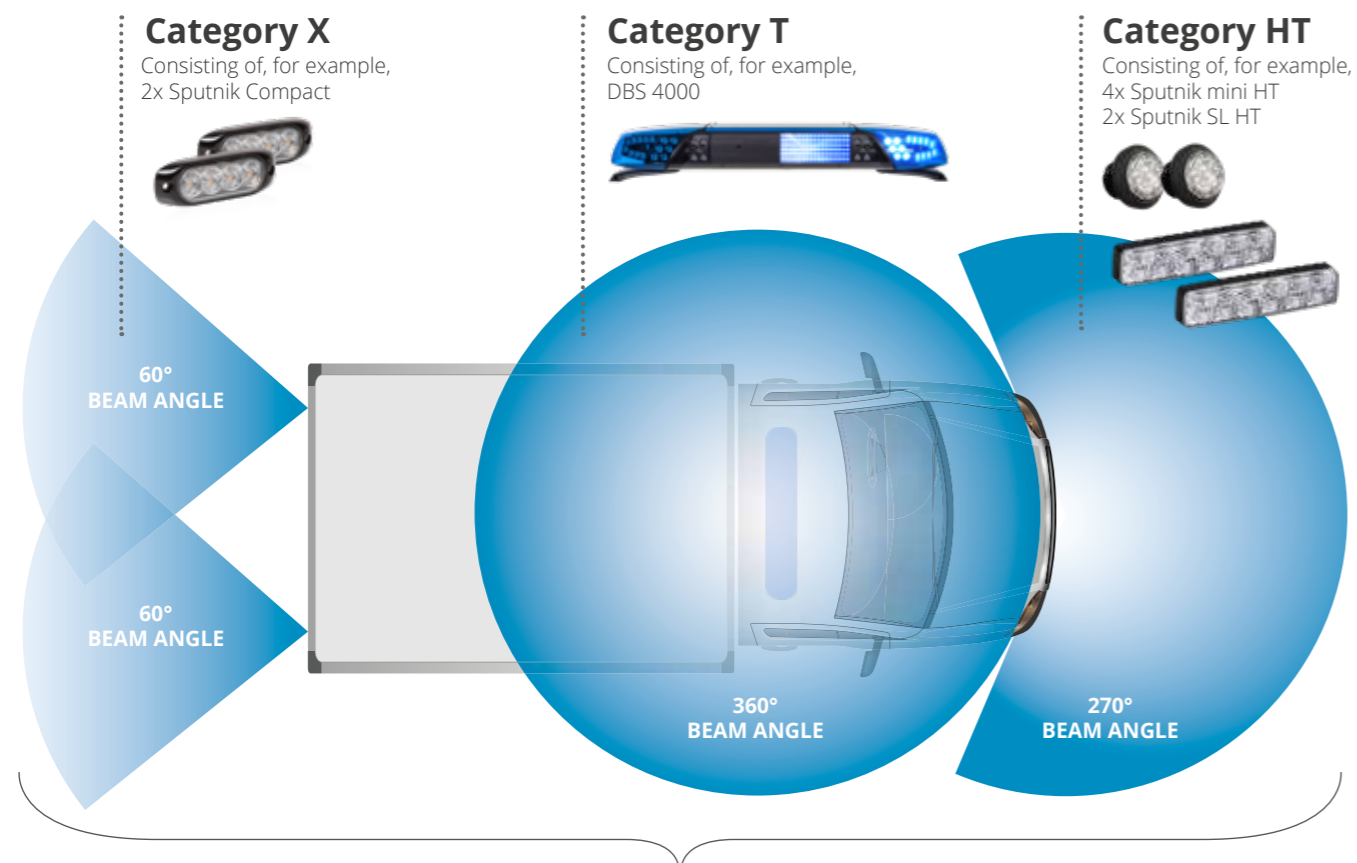 Category X
Consisting of, for example,
2x Sputnik Compact
Category T
Consisting of, for example,
DBS 4000
Category HT
Consisting of, for example,
4x Sputnik mini HT
2x Sputnik SL HT
60°
BEAM ANGLE
60°
BEAM ANGLE
360°
BEAM ANGLE
270°
BEAM ANGLE